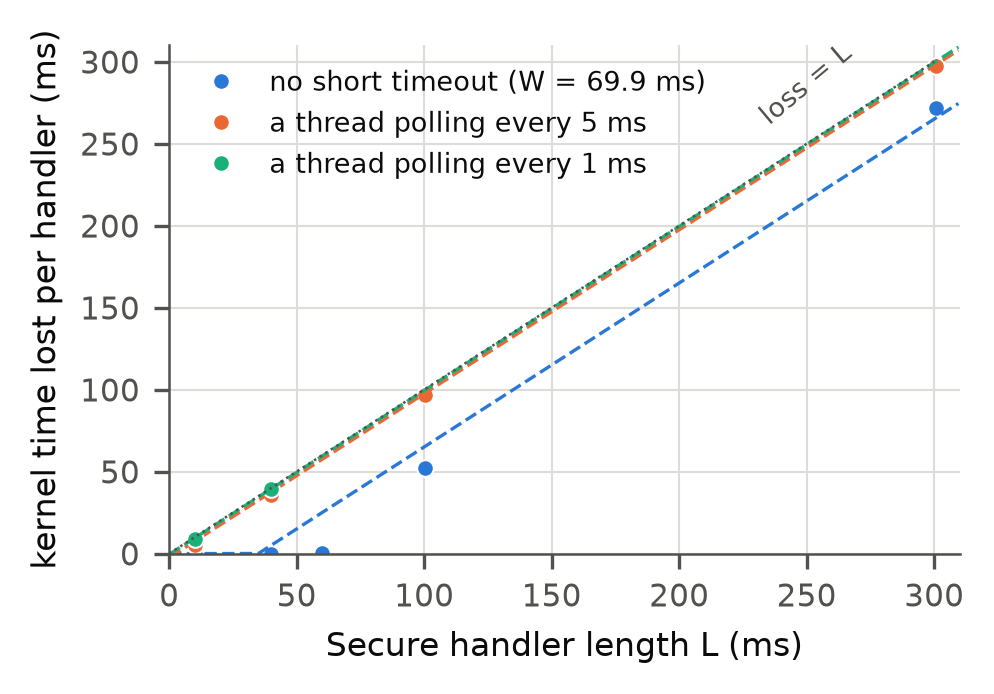 kernel time lost per handler (ms)
300
250
200
150
100
50
0
no short timeout (W = 69.9 ms)
a thread polling every 5 ms
a thread polling every 1 ms
loss = L
0 50 100 150 200 250 300
Secure handler length L (ms)